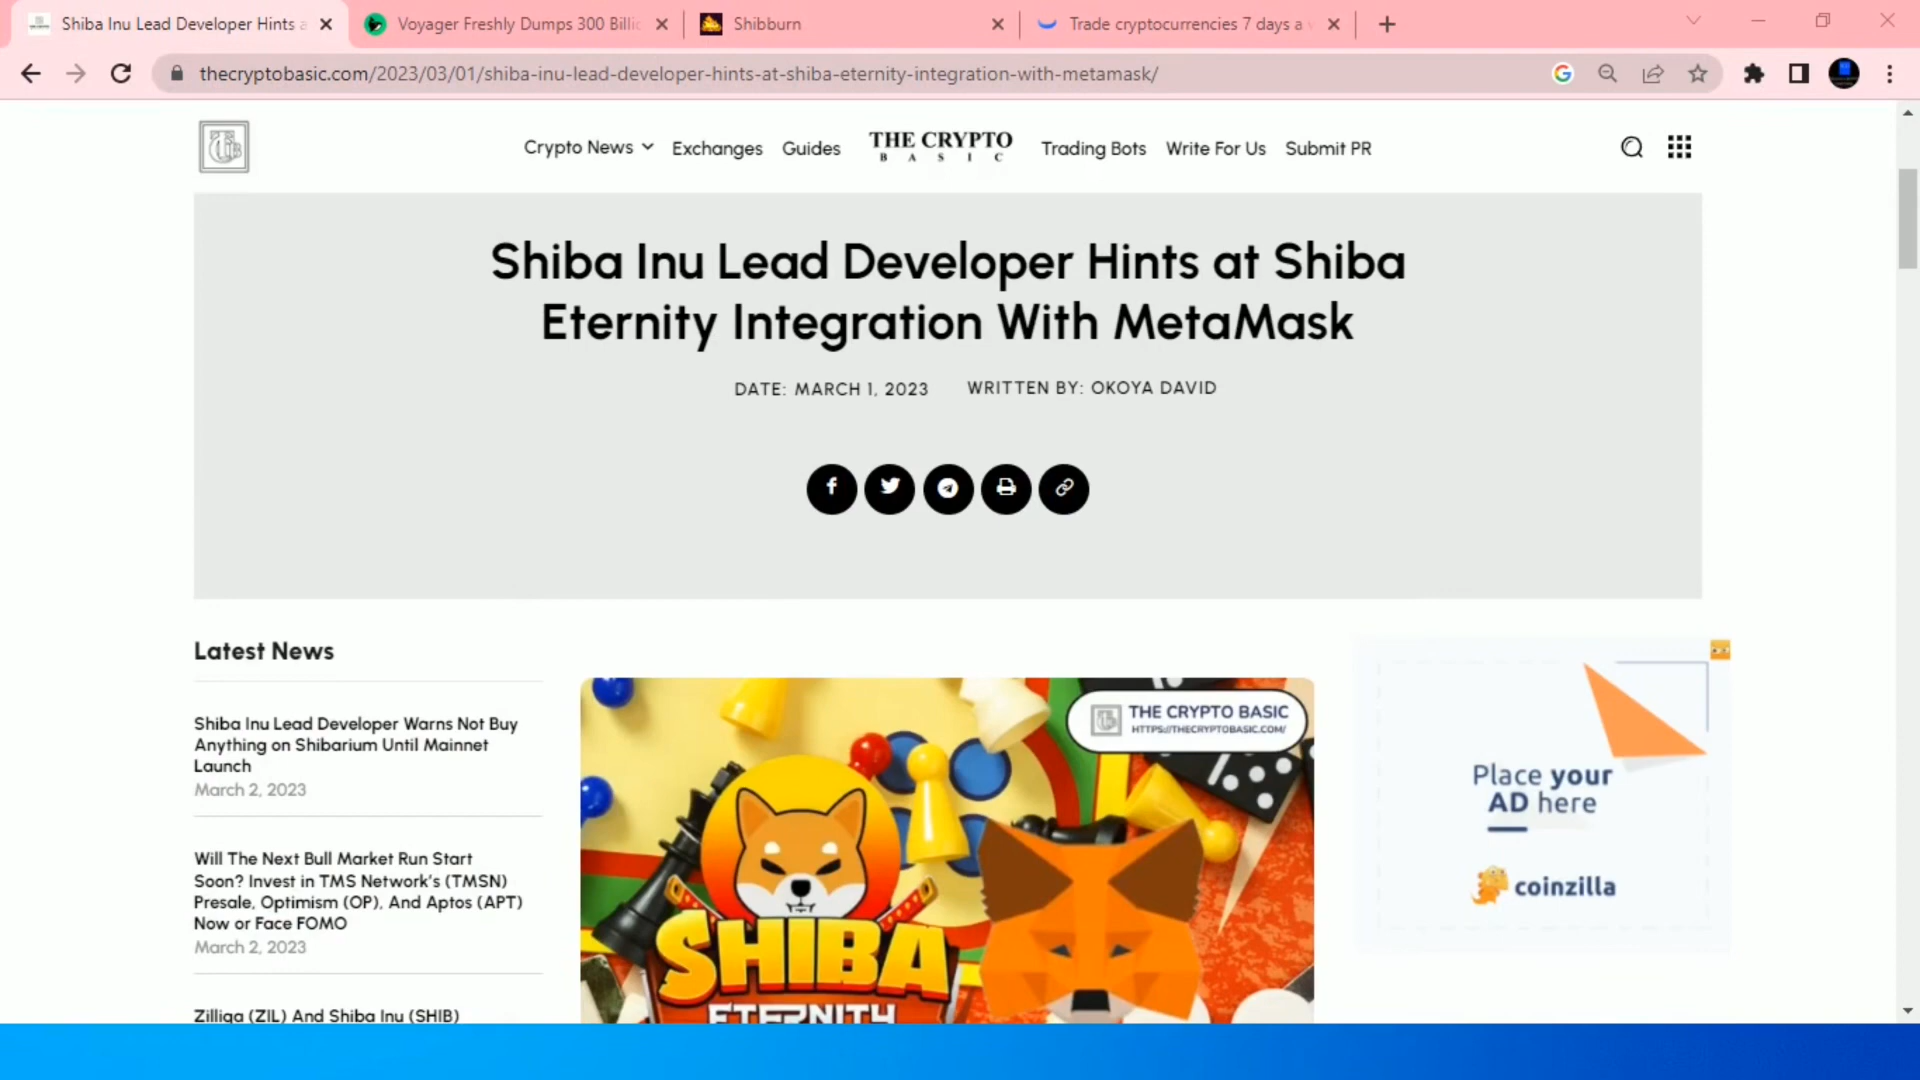 Shiba Inu Lead Developer Hints a
Voyager Freshly Dumps 300 Billic
Shibburn
Trade cryptocurrencies 7 days a w
thecryptobasic.com/2023/03/01/shiba-inu-lead-developer-hints-at-shiba-eternity-integration-with-metamask/
Crypto News
Exchanges
Guides
THE CRYPTO
BASIC
Trading Bots
Write For Us
Submit PR
Shiba Inu Lead Developer Hints at Shiba
Eternity Integration With MetaMask
DATE: MARCH 1, 2023
WRITTEN BY: OKOYA DAVID
Latest News
Shiba Inu Lead Developer Warns Not Buy
Anything on Shibarium Until Mainnet
Launch
March 2, 2023
Will The Next Bull Market Run Start
Soon? Invest in TMS Network's (TMSN)
Presale, Optimism (OP), And Aptos (APT)
Now or Face FOMO
March 2, 2023
Zilliqa (ZIL) And Shiba Inu (SHIB)
THE CRYPTO BASIC
HTTPS://THECRYPTOBASIC.COM/
SHIBA
ETERNITY
Place your
AD here
coinzilla